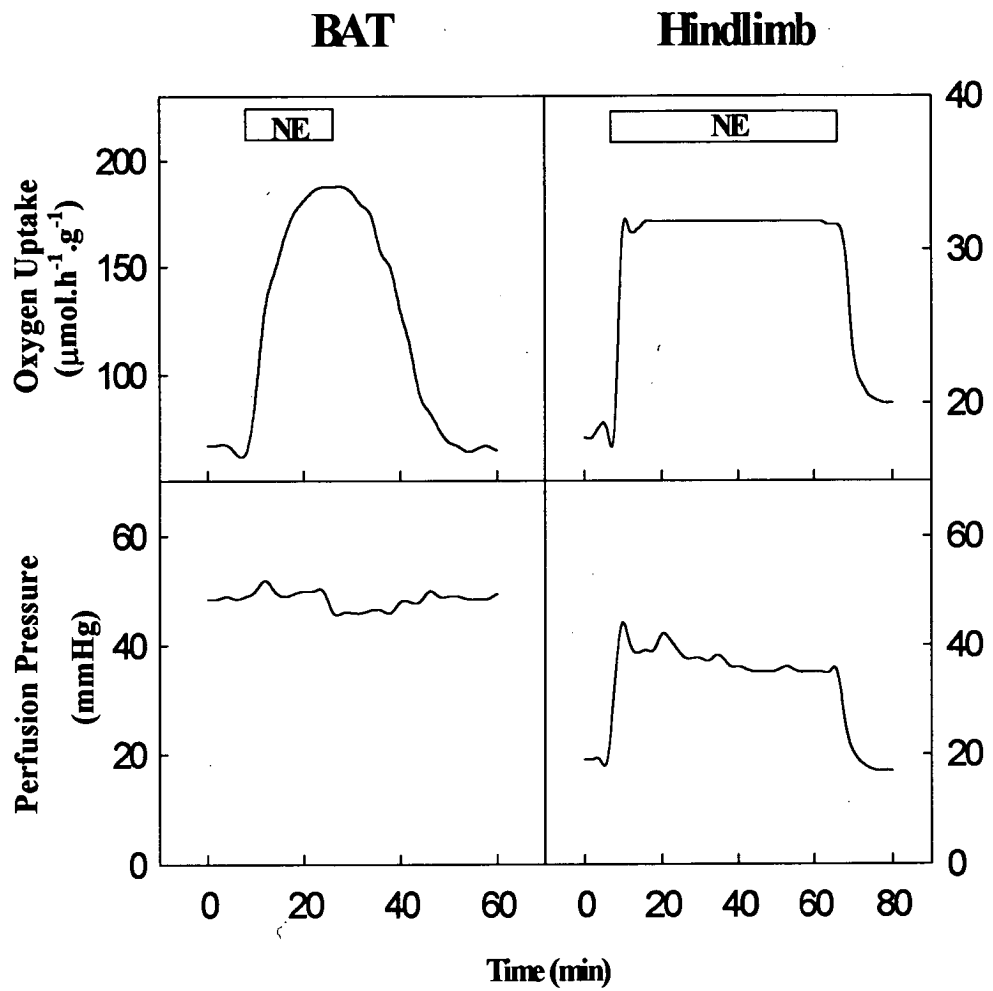 BAT Hindlimb
NE NE
Oxygen Uptake
(μmol.h⁻¹.g⁻¹)
200
150
100
40
30
20
Perfusion Pressure
(mmHg)
60
40
20
0
60
40
20
0
0 20 40 60 0 20 40 60 80
Time (min)